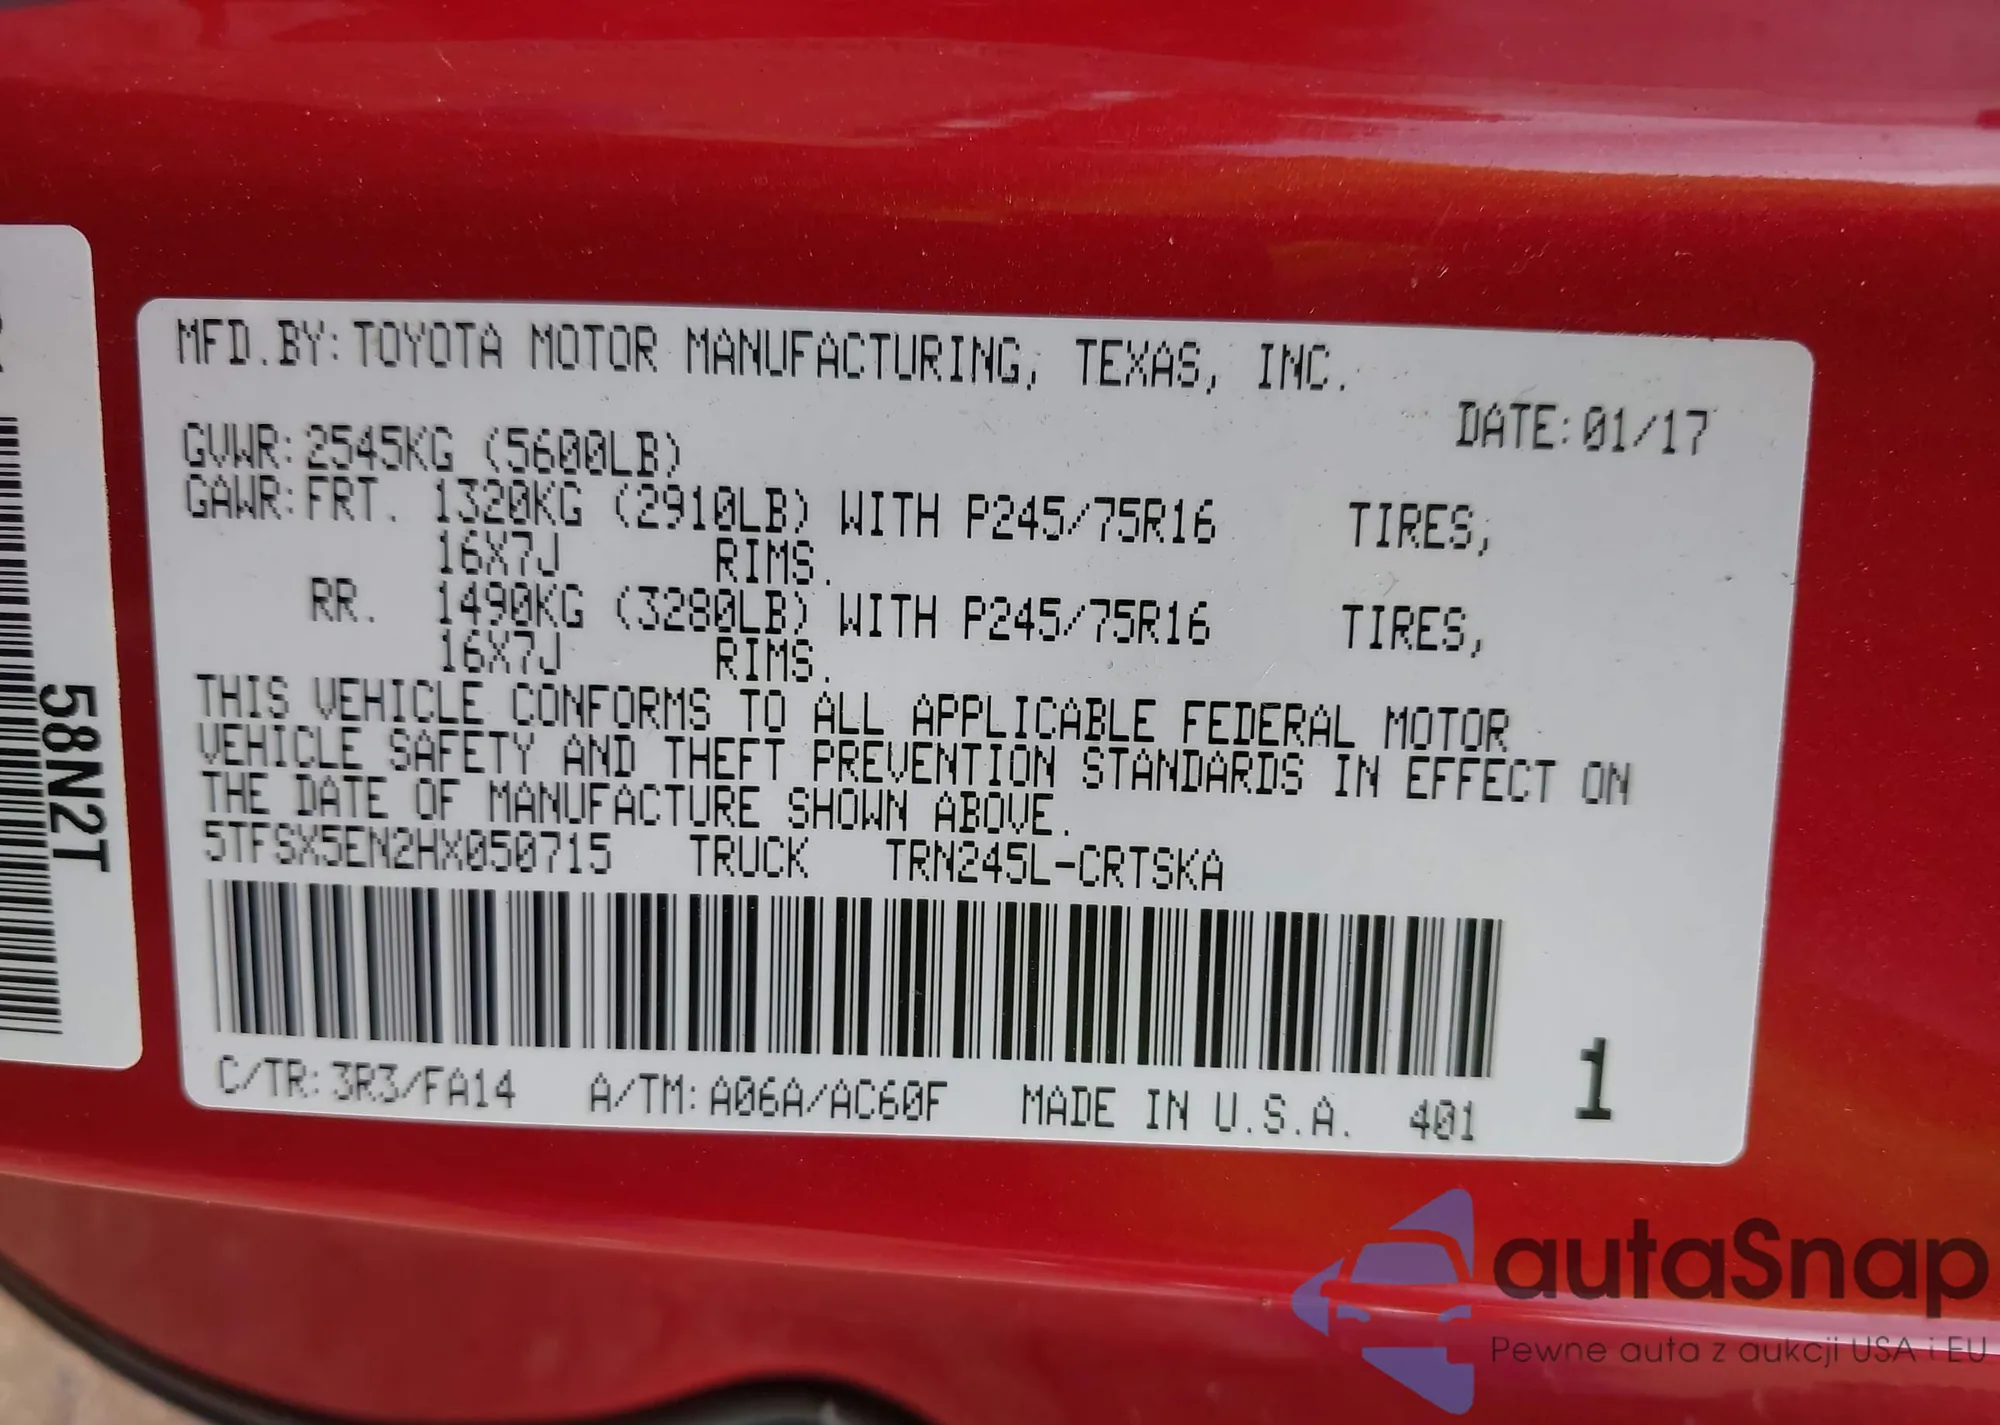 MFD.BY:TOYOTA MOTOR MANUFACTURING, TEXAS, INC.
DATE:01/17
GVWR:2545KG (5600LB)
GAWR:FRT. 1320KG (2910LB) WITH P245/75R16 TIRES,
16X7J RIMS.
RR. 1490KG (3280LB) WITH P245/75R16 TIRES,
16X7J RIMS.
THIS VEHICLE CONFORMS TO ALL APPLICABLE FEDERAL MOTOR
VEHICLE SAFETY AND THEFT PREVENTION STANDARDS IN EFFECT ON
THE DATE OF MANUFACTURE SHOWN ABOVE.
5TFSX5EN2HX050715 TRUCK TRN245L-CRTSKA
1
C/TR:3R3/FA14 A/TM:A06A/AC60F MADE IN U.S.A. 401
58N2T
autaSnap
Pewne auta z aukcji USA i EU